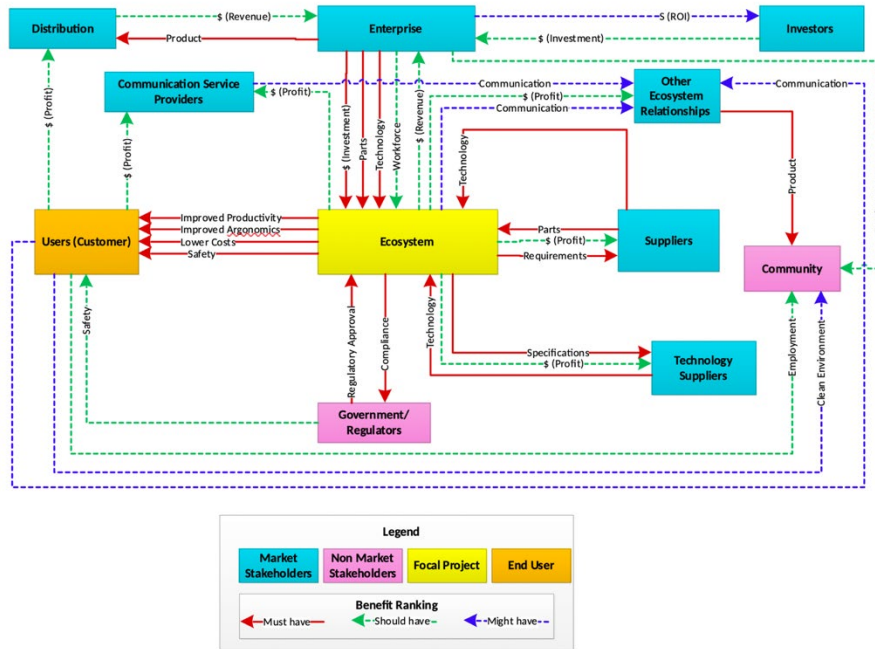 Distribution
$ (Revenue)
Enterprise
S (ROI)
Investors
Product
$ (Investment)
Communication Service
Providers
Communication
Other
Ecosystem
Relationships
Communication
$ (Profit)
$ (Profit)
Communication
$ (Profit)
$ (Profit)
$ (Investment)
Parts
Technology
Workforce
$ (Revenue)
Technology
Product
Users (Customer)
Improved Productivity
Improved Argonomics
Lower Costs
Safety
Ecosystem
Parts
$ (Profit)
Requirements
Suppliers
Community
Safety
Regulatory Approval
Compliance
Technology
Specifications
$ (Profit)
Technology
Suppliers
Employment
Clean Environment
Government/
Regulators
Legend
Market
Stakeholders
Non Market
Stakeholders
Focal Project
End User
Benefit Ranking
Must have
Should have
Might have